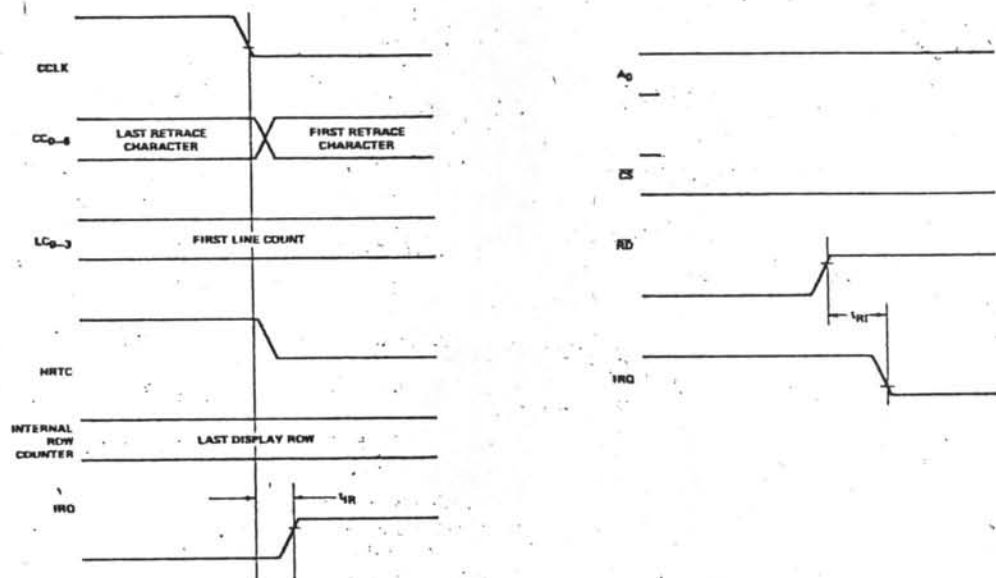 CCLK
CC0–6
LAST RETRACE CHARACTER
FIRST RETRACE CHARACTER
LC0–3
FIRST LINE COUNT
HRTC
INTERNAL ROW COUNTER
LAST DISPLAY ROW
IRQ
tIR
A0
CS
RD
tRI
IRQ